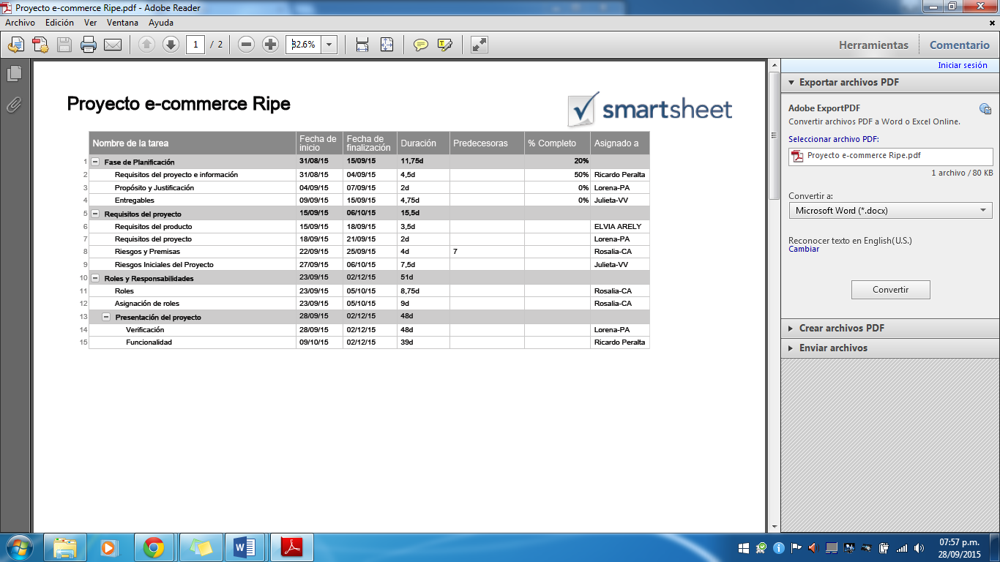 Proyecto e-commerce Ripe.pdf - Adobe Reader
Archivo Edición Ver Ventana Ayuda
1 / 2 82.6% Herramientas Comentario
Iniciar sesión
Exportar archivos PDF
Adobe ExportPDF
Convertir archivos PDF a Word o Excel Online.
Seleccionar archivo PDF:
Proyecto e-commerce Ripe.pdf
1 archivo / 80 KB
Convertir a:
Microsoft Word (*.docx)
Reconocer texto en English(U.S.)
Cambiar
Convertir
Crear archivos PDF
Enviar archivos
Proyecto e-commerce Ripe
smartsheet
Nombre de la tarea Fecha de inicio Fecha de finalización Duración Predecesoras % Completo Asignado a
1 Fase de Planificación 31/08/15 15/09/15 11,75d 20%
2 Requisitos del proyecto e información 31/08/15 04/09/15 4,5d 50% Ricardo Peralta
3 Propósito y Justificación 04/09/15 07/09/15 2d 0% Lorena-PA
4 Entregables 09/09/15 15/09/15 4,75d 0% Julieta-VV
5 Requisitos del proyecto 15/09/15 06/10/15 15,5d
6 Requisitos del producto 15/09/15 18/09/15 3,5d ELVIA ARELY
7 Requisitos del proyecto 18/09/15 21/09/15 2d Lorena-PA
8 Riesgos y Premisas 22/09/15 25/09/15 4d 7 Rosalia-CA
9 Riesgos Iniciales del Proyecto 27/09/15 06/10/15 7,5d Julieta-VV
10 Roles y Responsabilidades 23/09/15 02/12/15 51d
11 Roles 23/09/15 05/10/15 8,75d Rosalia-CA
12 Asignación de roles 23/09/15 05/10/15 9d Rosalia-CA
13 Presentación del proyecto 28/09/15 02/12/15 48d
14 Verificación 28/09/15 02/12/15 48d Lorena-PA
15 Funcionalidad 09/10/15 02/12/15 39d Ricardo Peralta
07:57 p.m.
28/09/2015